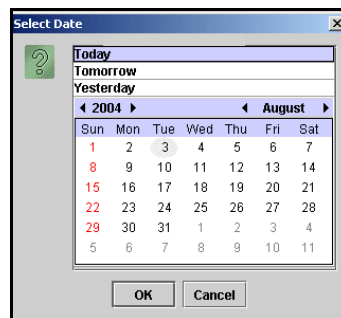 Select Date
Today
Tomorrow
Yesterday
2004 August
Sun Mon Tue Wed Thu Fri Sat
1 2 3 4 5 6 7
8 9 10 11 12 13 14
15 16 17 18 19 20 21
22 23 24 25 26 27 28
29 30 31 1 2 3 4
5 6 7 8 9 10 11
OK Cancel